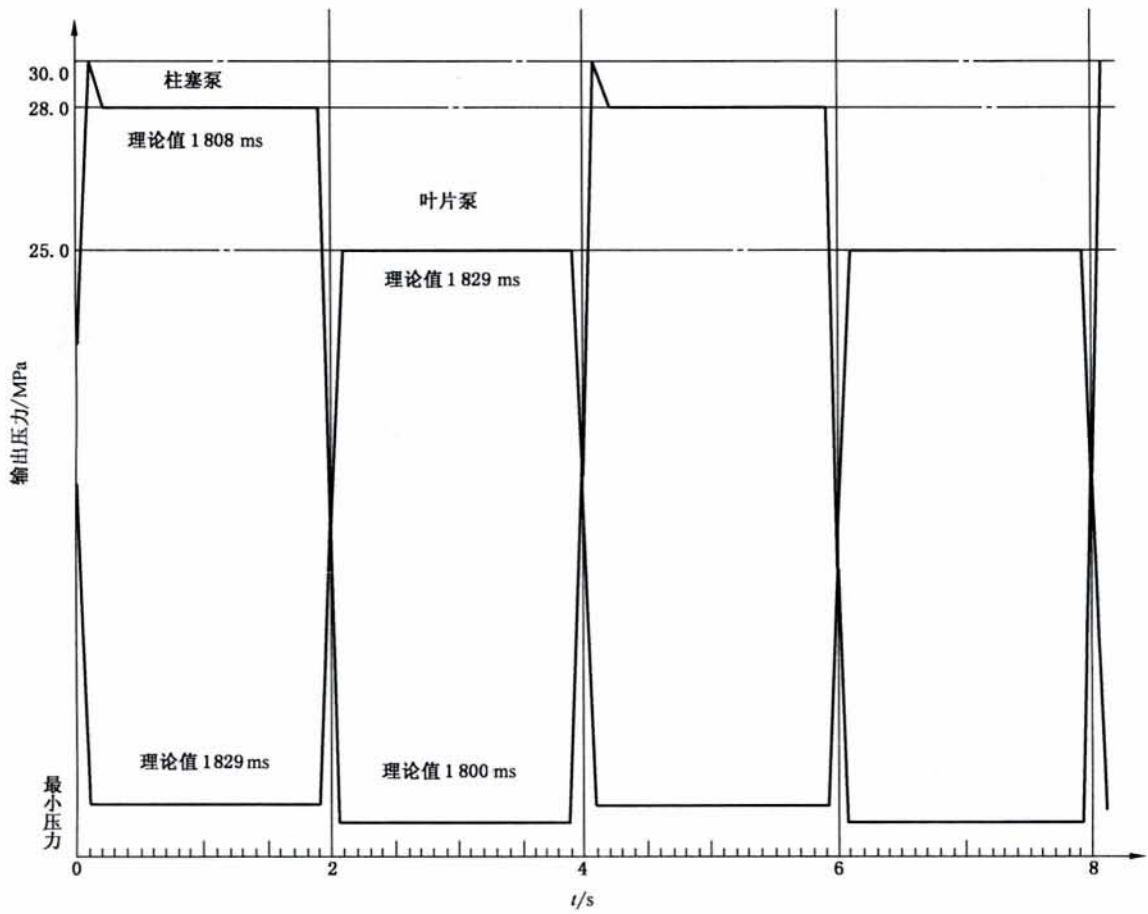 30.0
柱塞泵
28.0
理论值 1 808 ms
叶片泵
25.0
理论值 1 829 ms
输出压力/MPa
理论值 1 829 ms
理论值 1 800 ms
最小压力
0
2
4
6
8
t/s